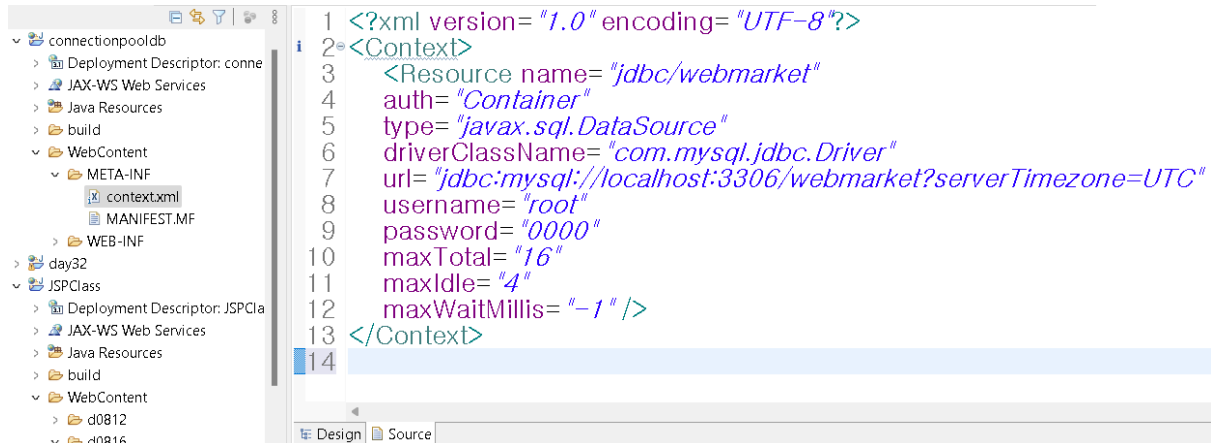 connectionpooldb
Deployment Descriptor: conne
JAX-WS Web Services
Java Resources
build
WebContent
META-INF
context.xml
MANIFEST.MF
WEB-INF
day32
JSPClass
Deployment Descriptor: JSPCla
JAX-WS Web Services
Java Resources
build
WebContent
d0812
d0816
1 <?xml version="1.0" encoding="UTF-8"?>
2 <Context>
3 <Resource name="jdbc/webmarket"
4 auth="Container"
5 type="javax.sql.DataSource"
6 driverClassName="com.mysql.jdbc.Driver"
7 url="jdbc:mysql://localhost:3306/webmarket?serverTimezone=UTC"
8 username="root"
9 password="0000"
10 maxTotal="16"
11 maxIdle="4"
12 maxWaitMillis="-1" />
13 </Context>
14
Design Source